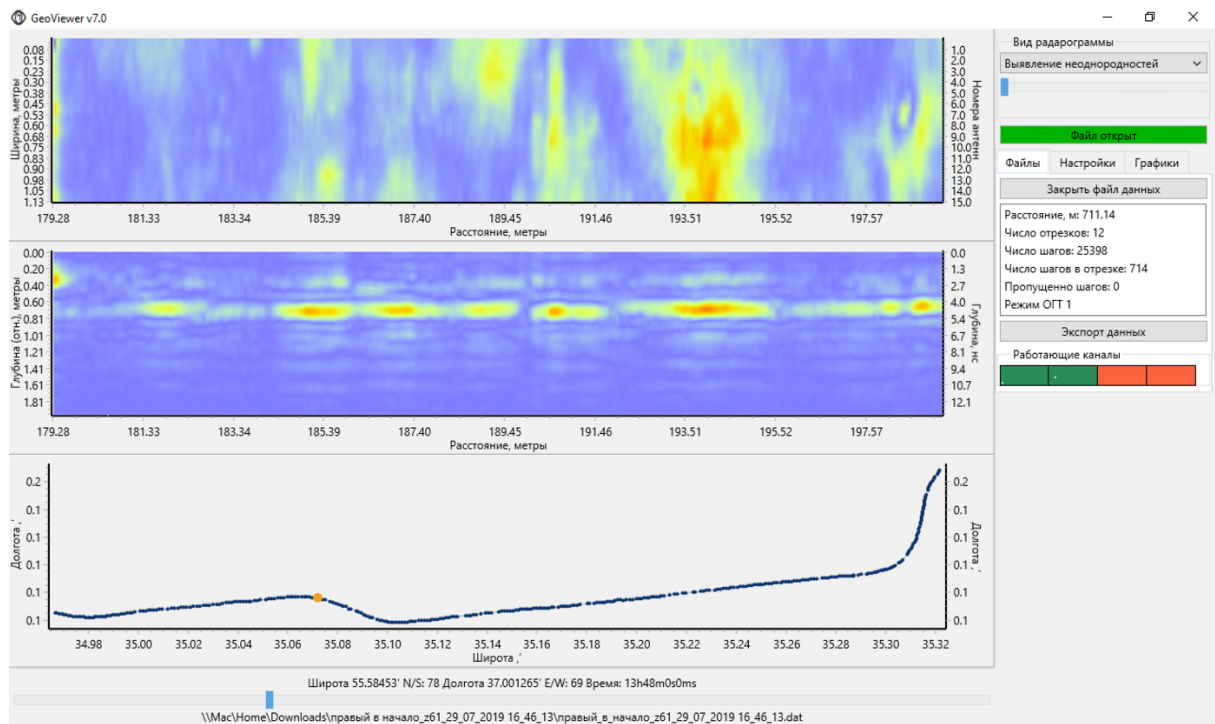 GeoViewer v7.0
Ширина, метры
0.08
0.15
0.23
0.30
0.38
0.45
0.53
0.60
0.68
0.75
0.83
0.90
0.98
1.05
1.13
1.0
2.0
3.0
4.0
5.0
6.0
7.0
8.0
9.0
10.0
11.0
12.0
13.0
14.0
15.0
Номера антенн
179.28 181.33 183.34 185.39 187.40 189.45 191.46 193.51 195.52 197.57
Расстояние, метры
Глубина (отн.), метры
0.00
0.20
0.40
0.60
0.81
1.01
1.21
1.41
1.61
1.81
0.0
1.3
2.7
4.0
5.4
6.7
8.1
9.4
10.7
12.1
Глубина, нс
179.28 181.33 183.34 185.39 187.40 189.45 191.46 193.51 195.52 197.57
Расстояние, метры
Долгота ,'
0.2
0.1
0.1
0.1
0.1
0.1
0.2
0.1
0.1
0.1
0.1
0.1
Долгота ,'
34.98 35.00 35.02 35.04 35.06 35.08 35.10 35.12 35.14 35.16 35.18 35.20 35.22 35.24 35.26 35.28 35.30 35.32
Широта ,'
Широта 55.58453' N/S: 78 Долгота 37.001265' E/W: 69 Время: 13h48m0s0ms
\\Mac\Home\Downloads\правый в начало_z61_29_07_2019 16_46_13\правый_в_начало_z61_29_07_2019 16_46_13.dat
Вид радарограммы
Выявление неоднородностей
Файл открыт
Файлы Настройки Графики
Закрыть файл данных
Расстояние, м: 711.14
Число отрезков: 12
Число шагов: 25398
Число шагов в отрезке: 714
Пропущенно шагов: 0
Режим ОГТ 1
Экспорт данных
Работающие каналы